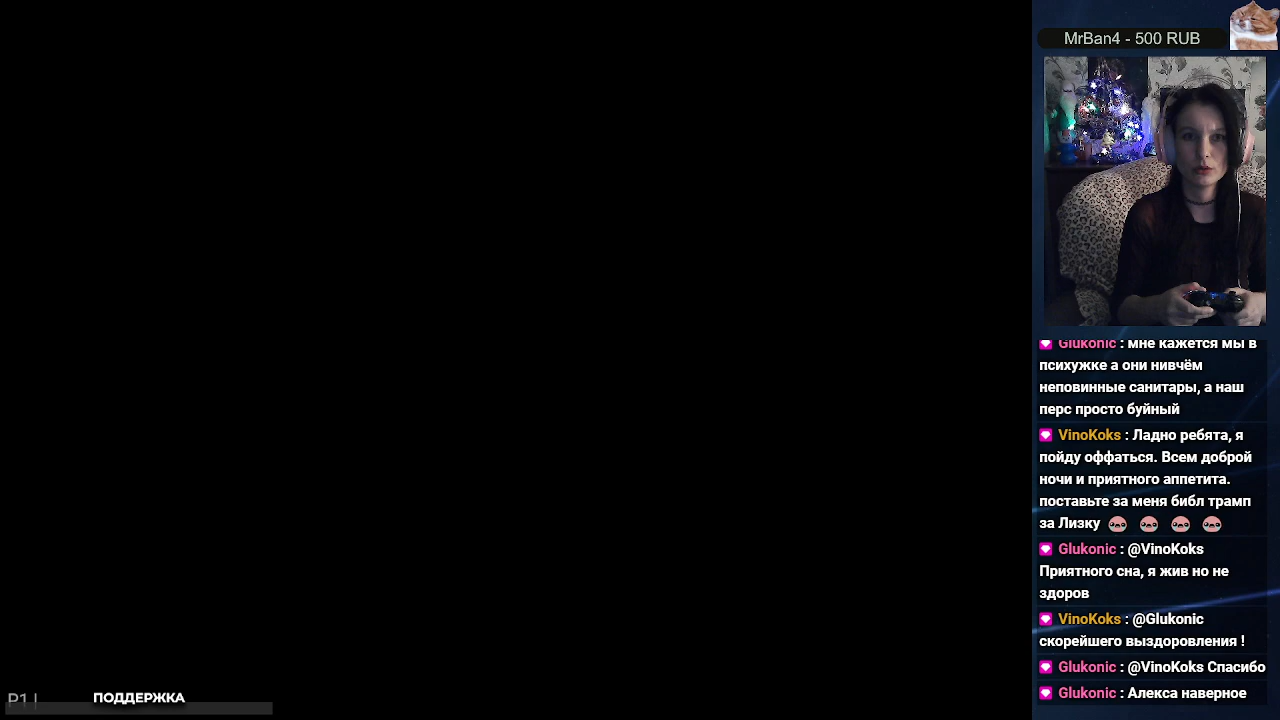 MrBan4 - 500 RUB
Glukonic : мне кажется мы в
психужке а они нивчём
неповинные санитары, а наш
перс просто буйный
VinoKoks : Ладно ребята, я
пойду оффаться. Всем доброй
ночи и приятного аппетита.
поставьте за меня библ трамп
за Лизку
Glukonic : @VinoKoks
Приятного сна, я жив но не
здоров
VinoKoks : @Glukonic
скорейшего выздоровления !
Glukonic : @VinoKoks Спасибо
Glukonic : Алекса наверное
ПОДДЕРЖКА